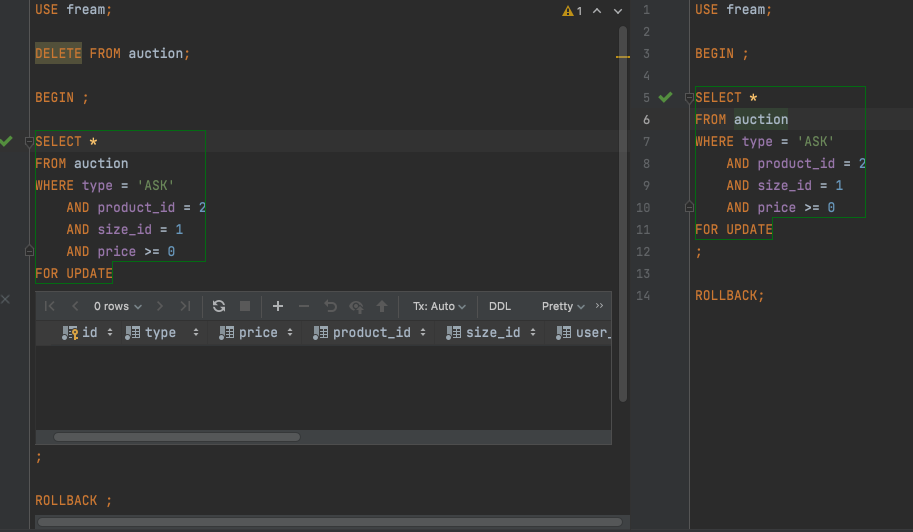 USE fream;
DELETE FROM auction;
BEGIN ;
SELECT *
FROM auction
WHERE type = 'ASK'
AND product_id = 2
AND size_id = 1
AND price >= 0
FOR UPDATE
0 rows
Tx: Auto
DDL
Pretty
>>
id type price product_id size_id user_
;
ROLLBACK ;
1
1 USE fream;
2
3 BEGIN ;
4
5 SELECT *
6 FROM auction
7 WHERE type = 'ASK'
8 AND product_id = 2
9 AND size_id = 1
10 AND price >= 0
11 FOR UPDATE
12 ;
13
14 ROLLBACK;